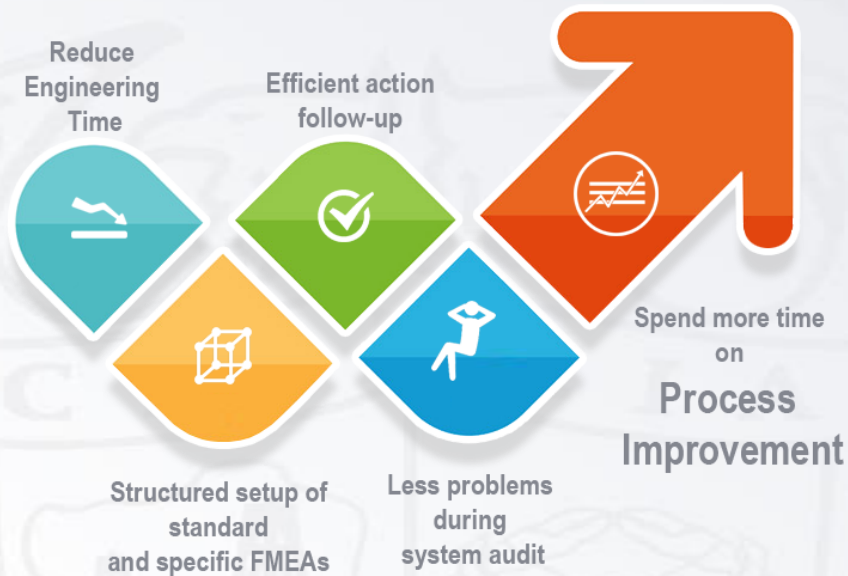 Reduce
Engineering
Time
Efficient action
follow-up
Structured setup of
standard
and specific FMEAs
Less problems
during
system audit
Spend more time
on
Process
Improvement